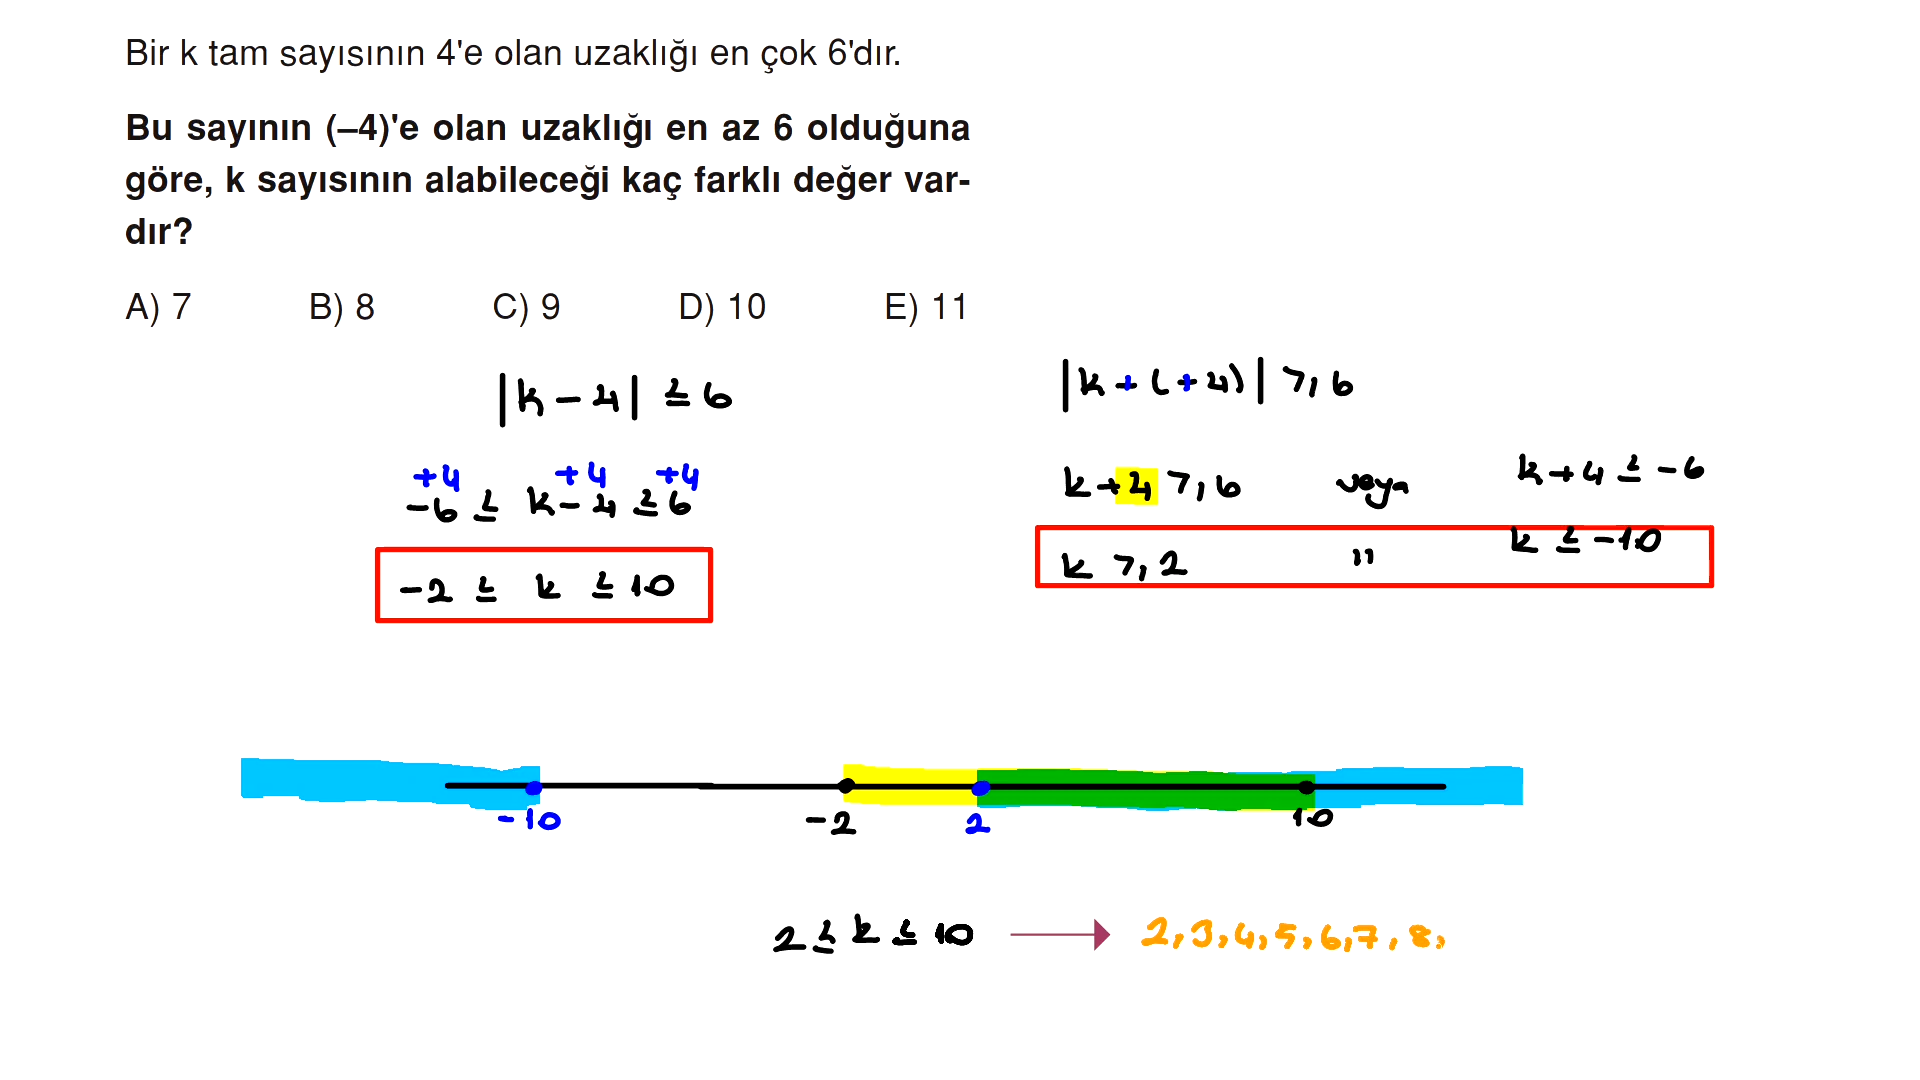 Bir k tam sayısının 4'e olan uzaklığı en çok 6'dır.
Bu sayının (–4)'e olan uzaklığı en az 6 olduğuna
göre, k sayısının alabileceği kaç farklı değer var-
dır?
A) 7 B) 8 C) 9 D) 10 E) 11
|k - 4| ≤ 6
+4 +4 +4
-6 ≤ k - 4 ≤ 6
-2 ≤ k ≤ 10
|k + (+4)| ≥ 6
k + 4 ≥ 6 veya k + 4 ≤ -6
k ≥ 2 " k ≤ -10
-10 -2 2 10
2 ≤ k ≤ 10 → 2, 3, 4, 5, 6, 7, 8,